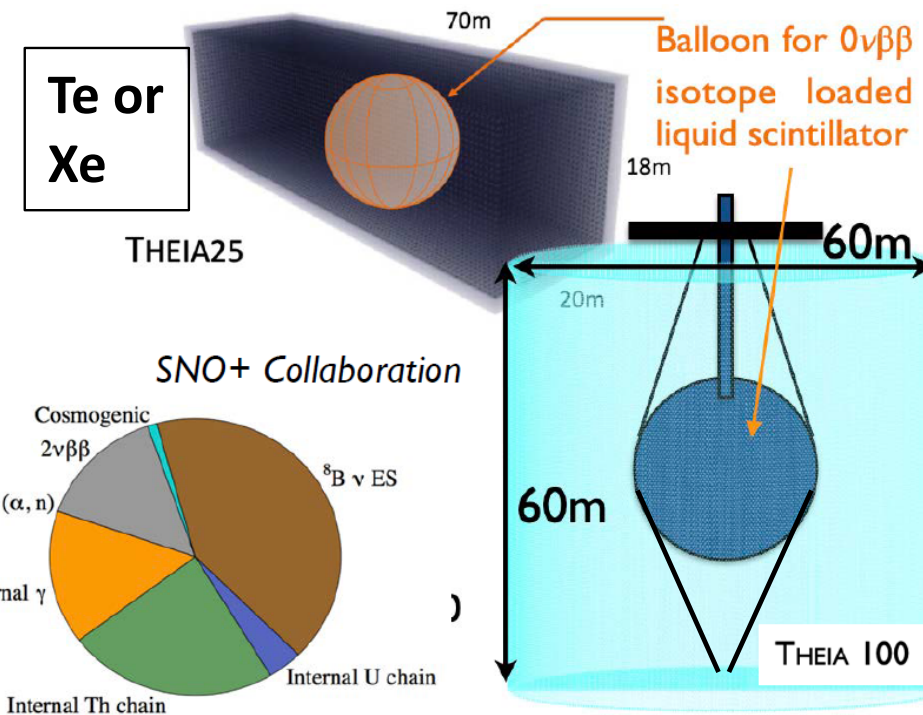 70m
Balloon for 0νββ
isotope loaded
liquid scintillator
Te or
Xe
18m
THEIA25
60m
20m
SNO+ Collaboration
Cosmogenic
2νββ
⁸B ν ES
(α, n)
60m
nal γ
Internal U chain
THEIA 100
Internal Th chain